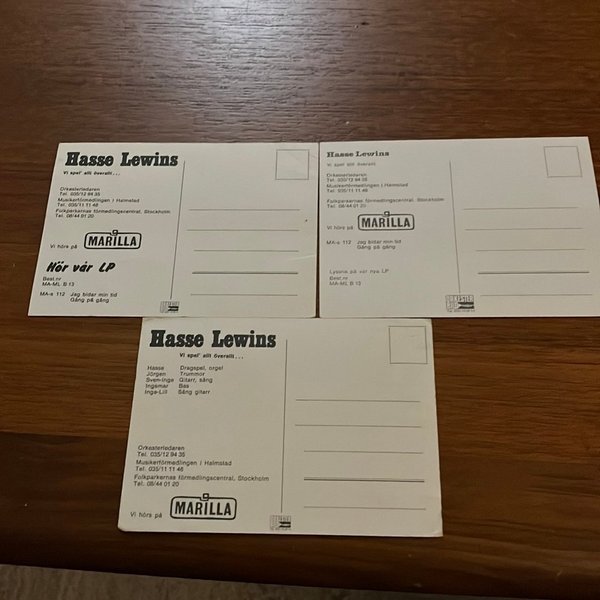 Hasse Lewins
Vi spel' allt överallt...
Orkesterledaren
Tel. 035/12 94 35
Musikerförmedlingen i Halmstad
Tel. 035/11 11 46
Folkparkernas förmedlingscentral, Stockholm
Tel. 08/44 01 20
Vi hörs på MARILLA
Hör vår LP
Best.nr
MA-ML B 13
MA-s 112 Jag bidar min tid
Gång på gång
Hasse Lewins
Vi spel' allt överallt
Orkesterledaren
Tel. 035/12 94 35
Musikerförmedlingen i Halmstad
Tel. 035/11 11 46
Folkparkernas förmedlingscentral, Stockholm
Tel. 08/44 01 20
Vi hörs på MARILLA
MA-s 112 Jag bidar min tid
Gång på gång
Lyssna på vår nya LP
Best.nr
MA-ML B 13
Hasse Lewins
Vi spel' allt överallt...
Hasse Dragspel, orgel
Jörgen Trummor
Sven-Inge Gitarr, sång
Ingemar Bas
Inga-Lill Sång gitarr
Orkesterledaren
Tel. 035/12 94 35
Musikerförmedlingen i Halmstad
Tel. 035/11 11 46
Folkparkernas förmedlingscentral, Stockholm
Tel. 08/44 01 20
Vi hörs på MARILLA